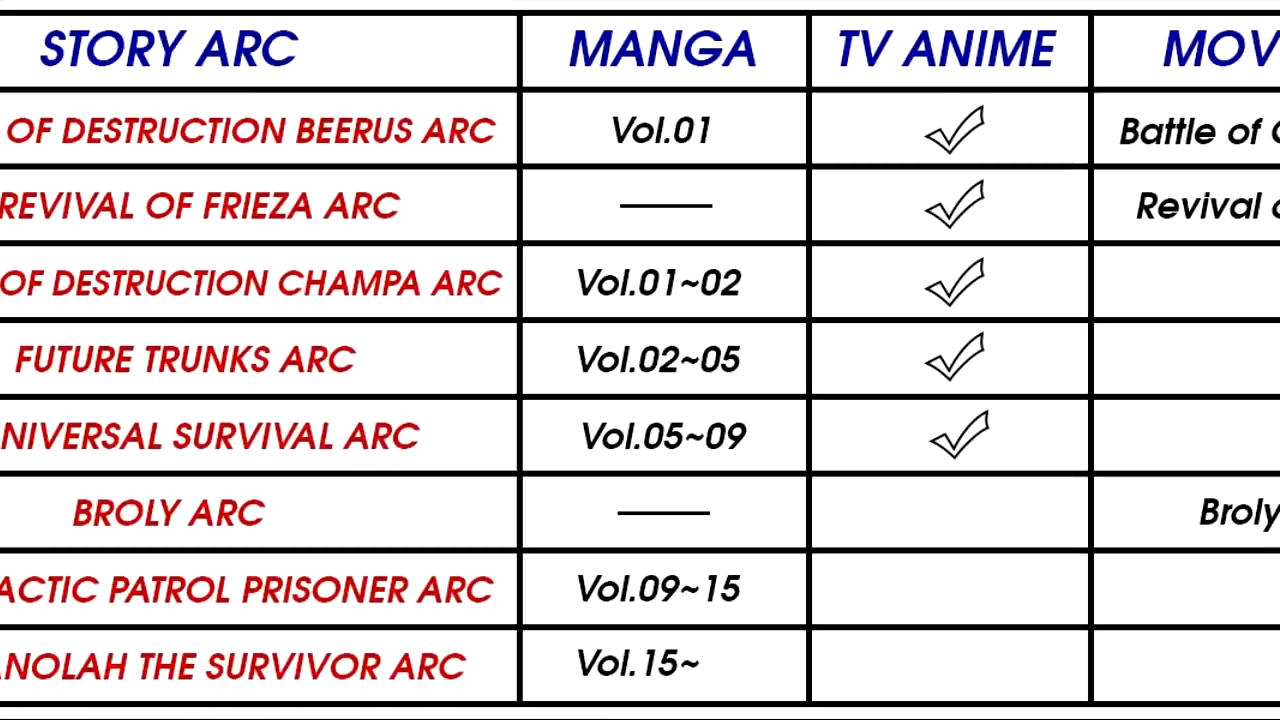 STORY ARC MANGA TV ANIME MOV
OF DESTRUCTION BEERUS ARC Vol.01 Battle of
REVIVAL OF FRIEZA ARC —— Revival
OF DESTRUCTION CHAMPA ARC Vol.01~02
FUTURE TRUNKS ARC Vol.02~05
NIVERSAL SURVIVAL ARC Vol.05~09
BROLY ARC —— Broly
ACTIC PATROL PRISONER ARC Vol.09~15
NOLAH THE SURVIVOR ARC Vol.15~